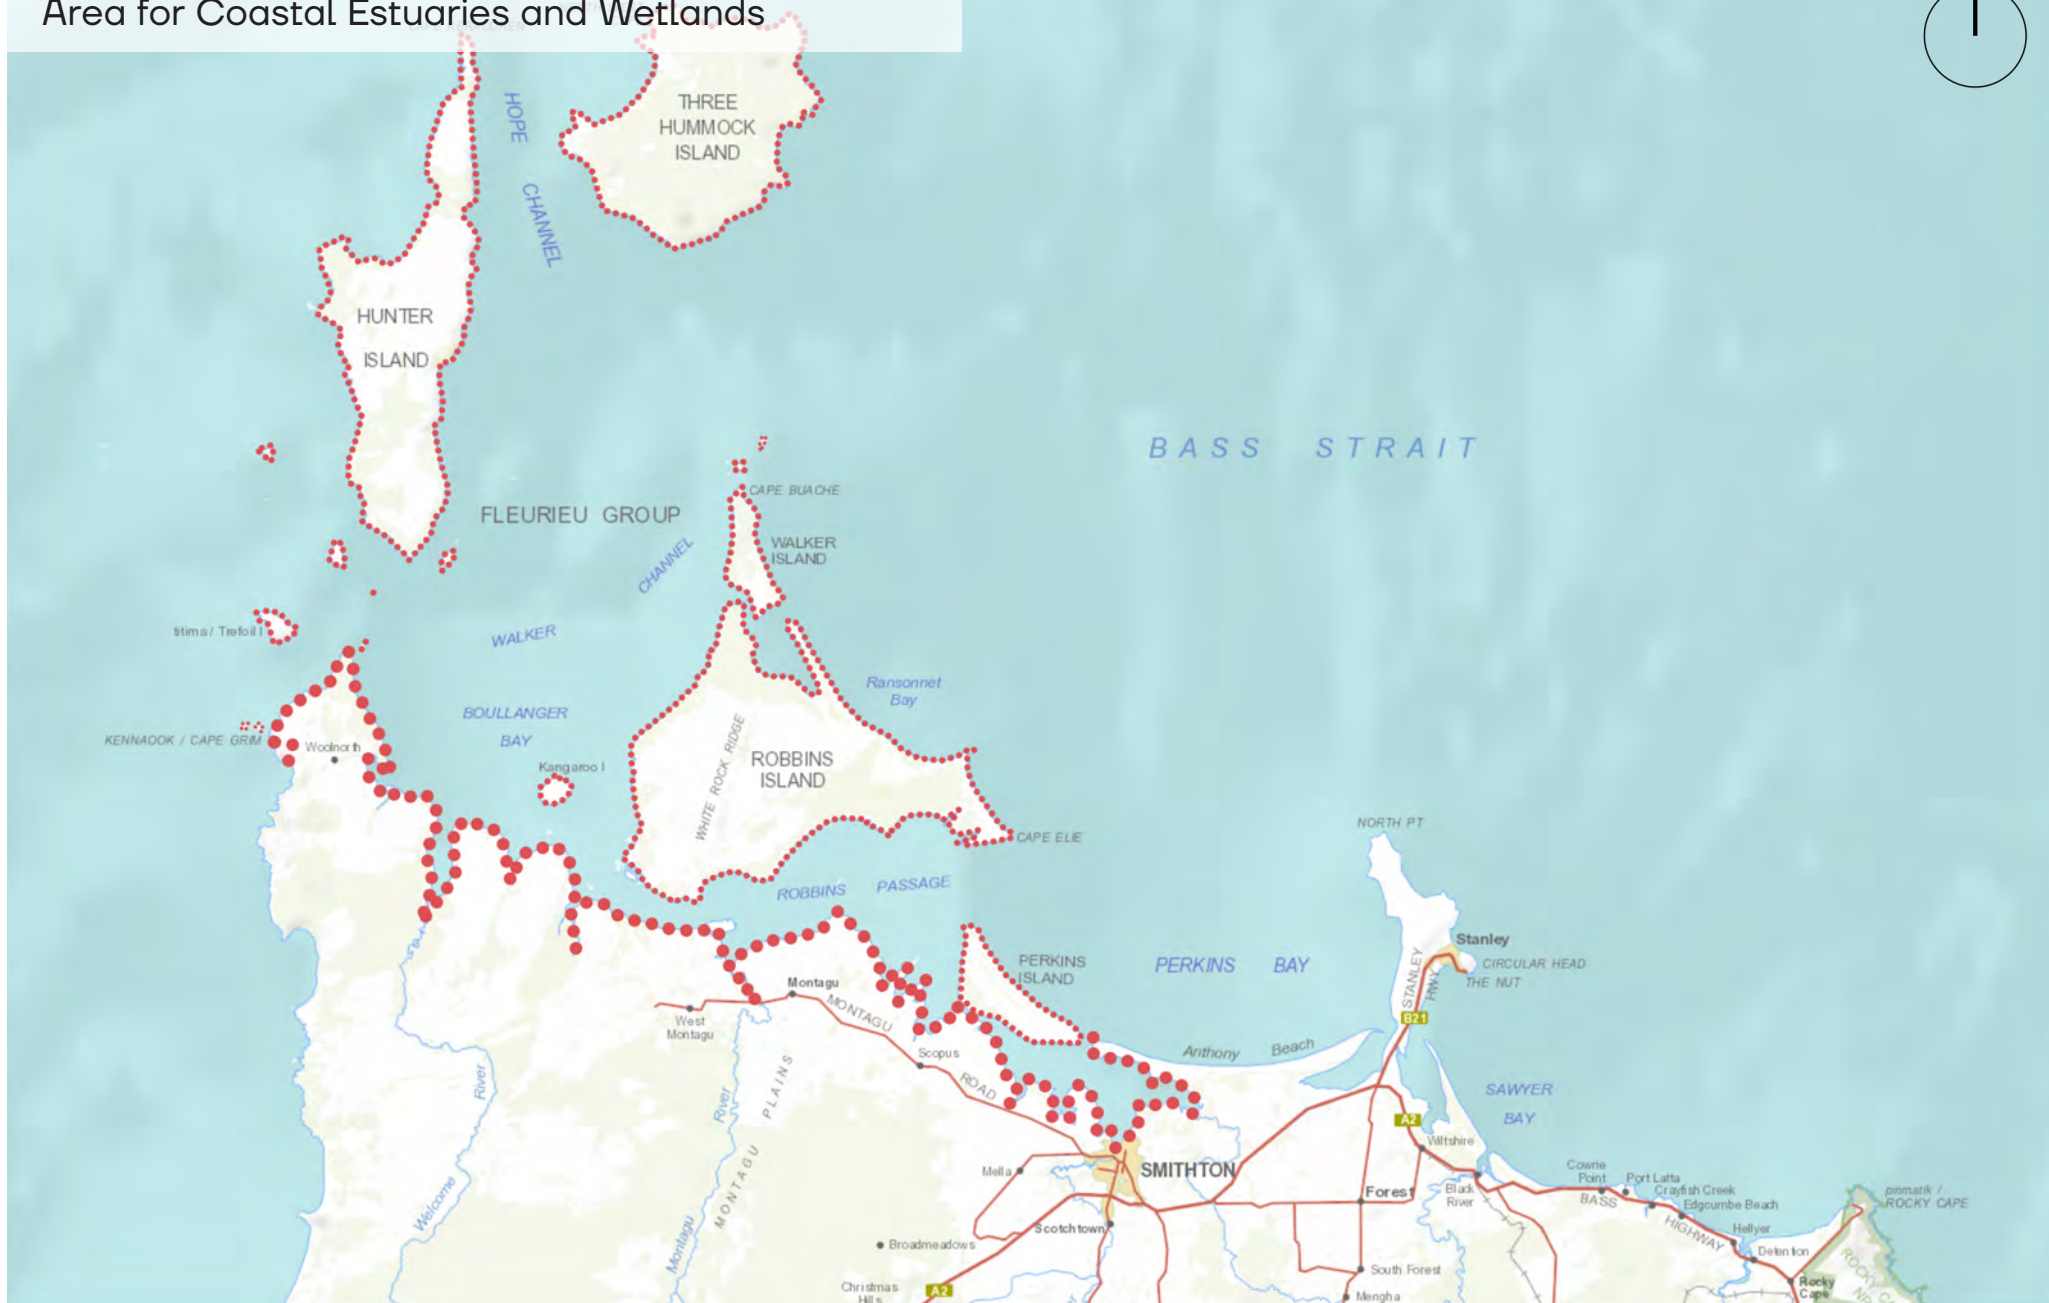 Area for Coastal Estuaries and Wetlands
HOPE
CHANNEL
THREE
HUMMOCK
ISLAND
HUNTER
ISLAND
BASS STRAIT
CAPE BUACHE
FLEURIEU GROUP
WALKER
ISLAND
CHANNEL
WALKER
titima / Trefoil I
Ransonnet
Bay
BOULLANGER
BAY
KENNAOOK / CAPE GRIM
Woolnorth
Kangaroo I
WHITE ROCK RIDGE
ROBBINS
ISLAND
CAPE ELIE
NORTH PT
ROBBINS PASSAGE
Stanley
CIRCULAR HEAD
THE NUT
STANLEY
HWY
B21
PERKINS
ISLAND
PERKINS BAY
Montagu
MONTAGU
ROAD
West
Montagu
Scopus
Anthony Beach
SAWYER
BAY
River
Welcome
River
Montagu
MONTAGU PLAINS
A2
Wiltshire
SMITHTON
Mella
Forest
Black
River
Cowrie
Point
Port Latta
Crayfish Creek
Edgcumbe Beach
BASS
HIGHWAY
Hellyer
Detention
pinmatik /
ROCKY CAPE
Scotchtown
Broadmeadows
South Forest
Christmas
Hills
A2
Mengha
Rocky
Cape
ROCKY